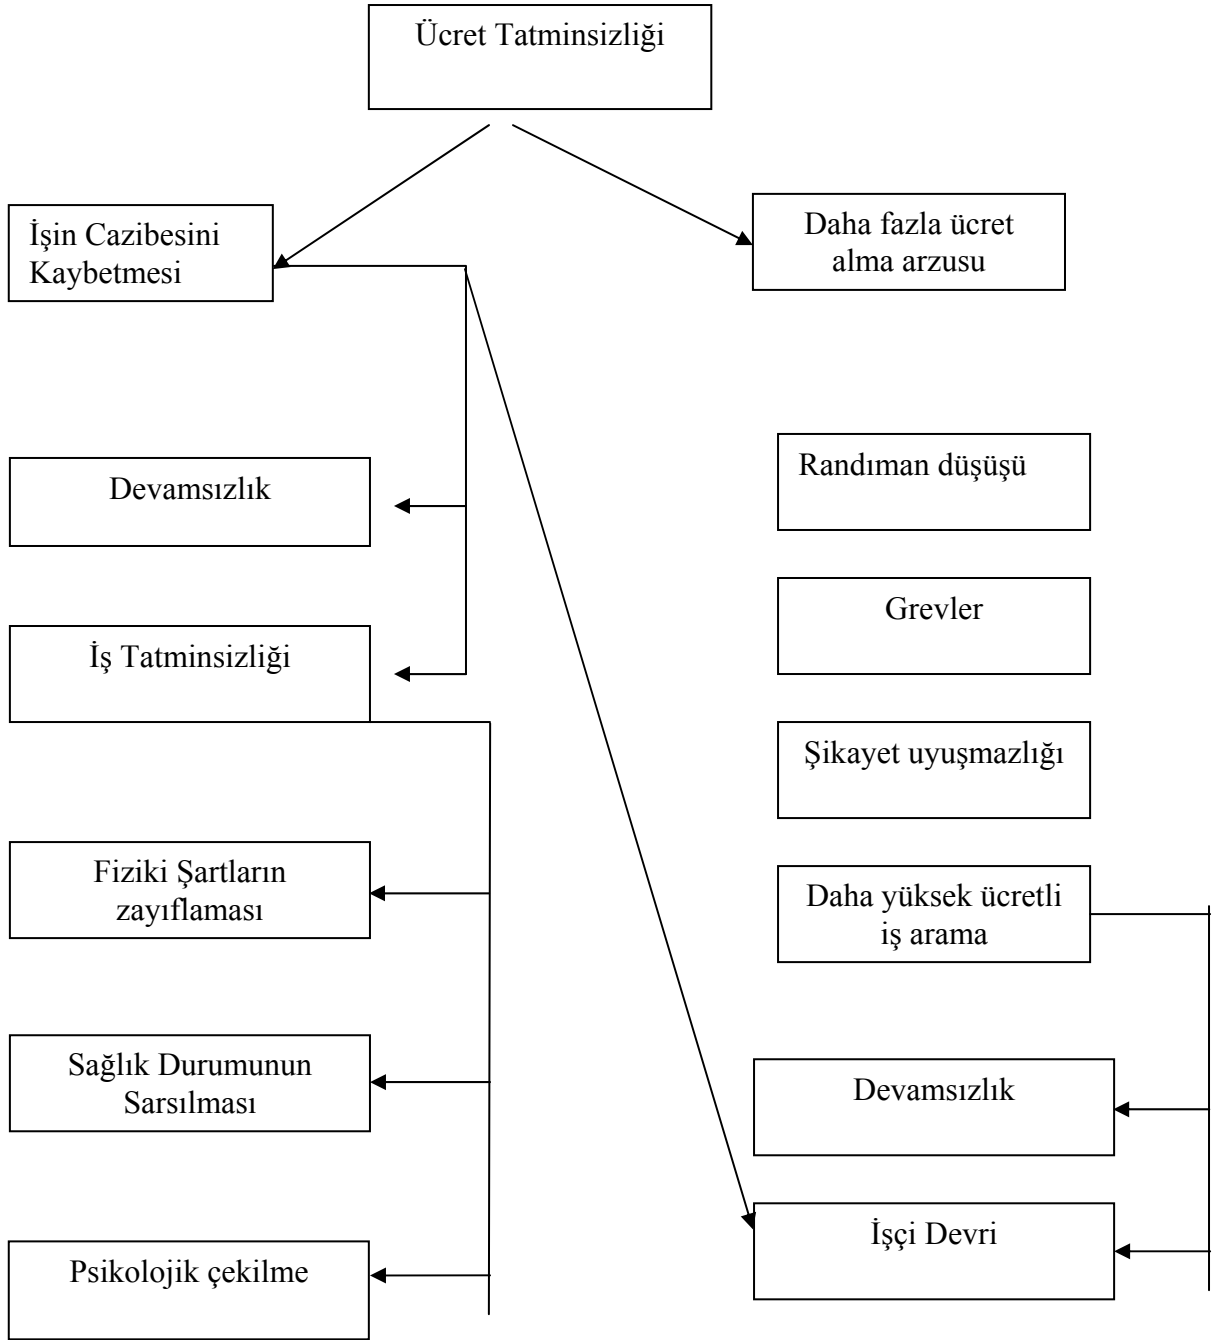 Ücret Tatminsizliği
İşin Cazibesini
Kaybetmesi
Daha fazla ücret
alma arzusu
Devamsızlık
Randıman düşüşü
Grevler
İş Tatminsizliği
Şikayet uyuşmazlığı
Fiziki Şartların
zayıflaması
Daha yüksek ücretli
iş arama
Sağlık Durumunun
Sarsılması
Devamsızlık
İşçi Devri
Psikolojik çekilme